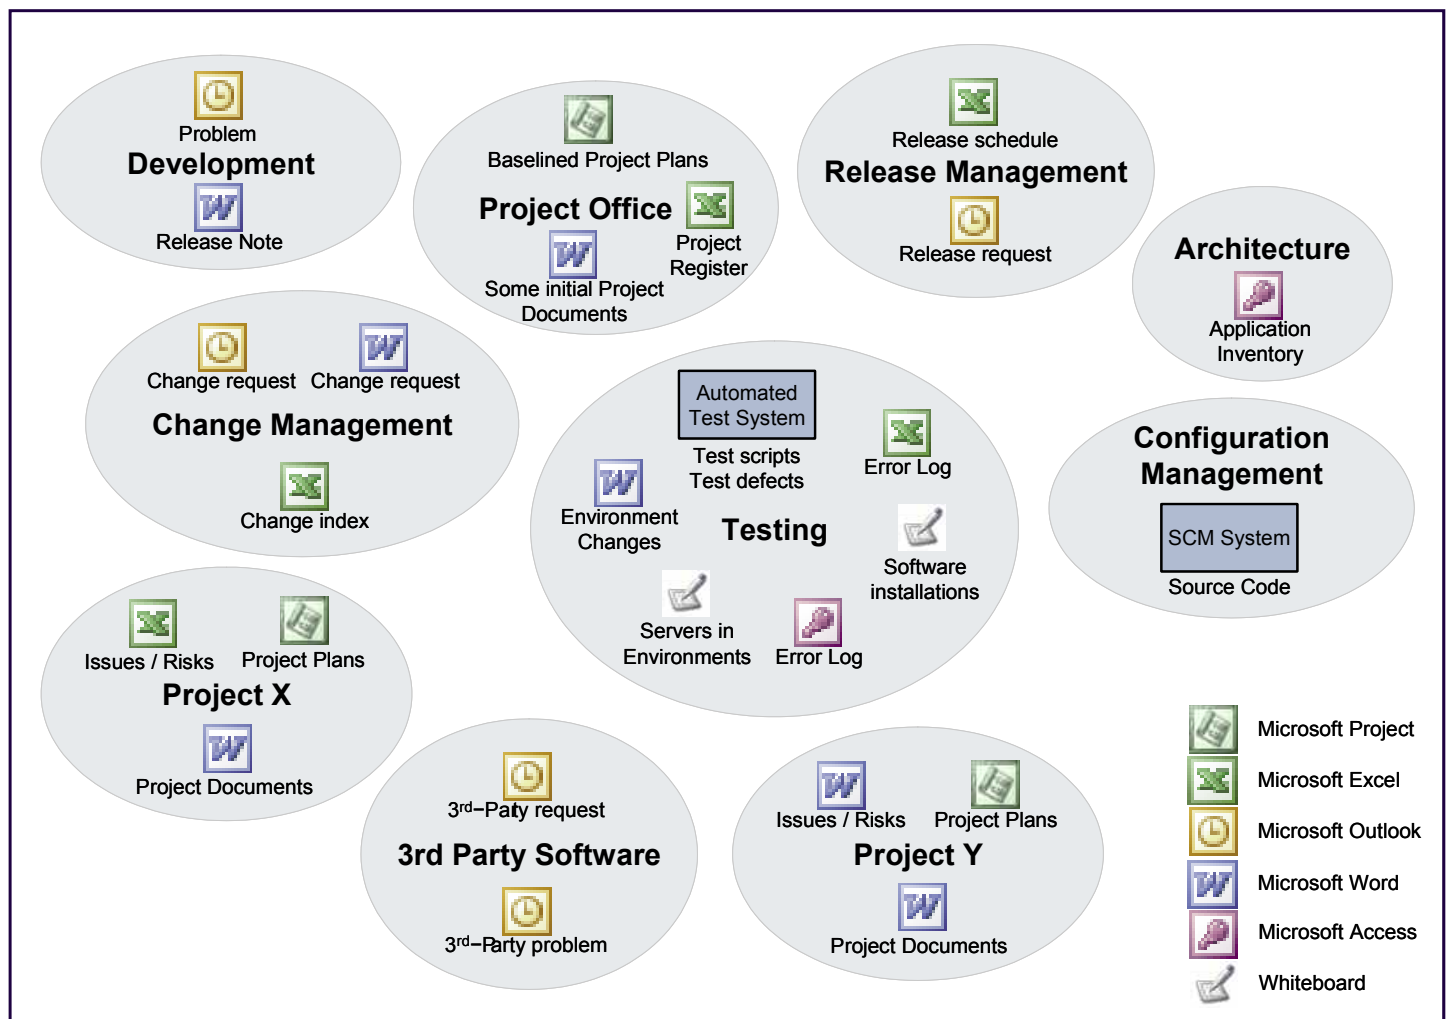 Problem
Development
Release Note
Baselined Project Plans
Project Office
Project
Register
Some initial Project
Documents
Release schedule
Release Management
Release request
Architecture
Application
Inventory
Change request
Change request
Change Management
Change index
Automated
Test System
Test scripts
Test defects
Error Log
Environment
Changes
Testing
Software
installations
Servers in
Environments
Error Log
Configuration
Management
SCM System
Source Code
Issues / Risks
Project Plans
Project X
Project Documents
3rd-Party request
3rd Party Software
3rd-Party problem
Issues / Risks
Project Plans
Project Y
Project Documents
Microsoft Project
Microsoft Excel
Microsoft Outlook
Microsoft Word
Microsoft Access
Whiteboard